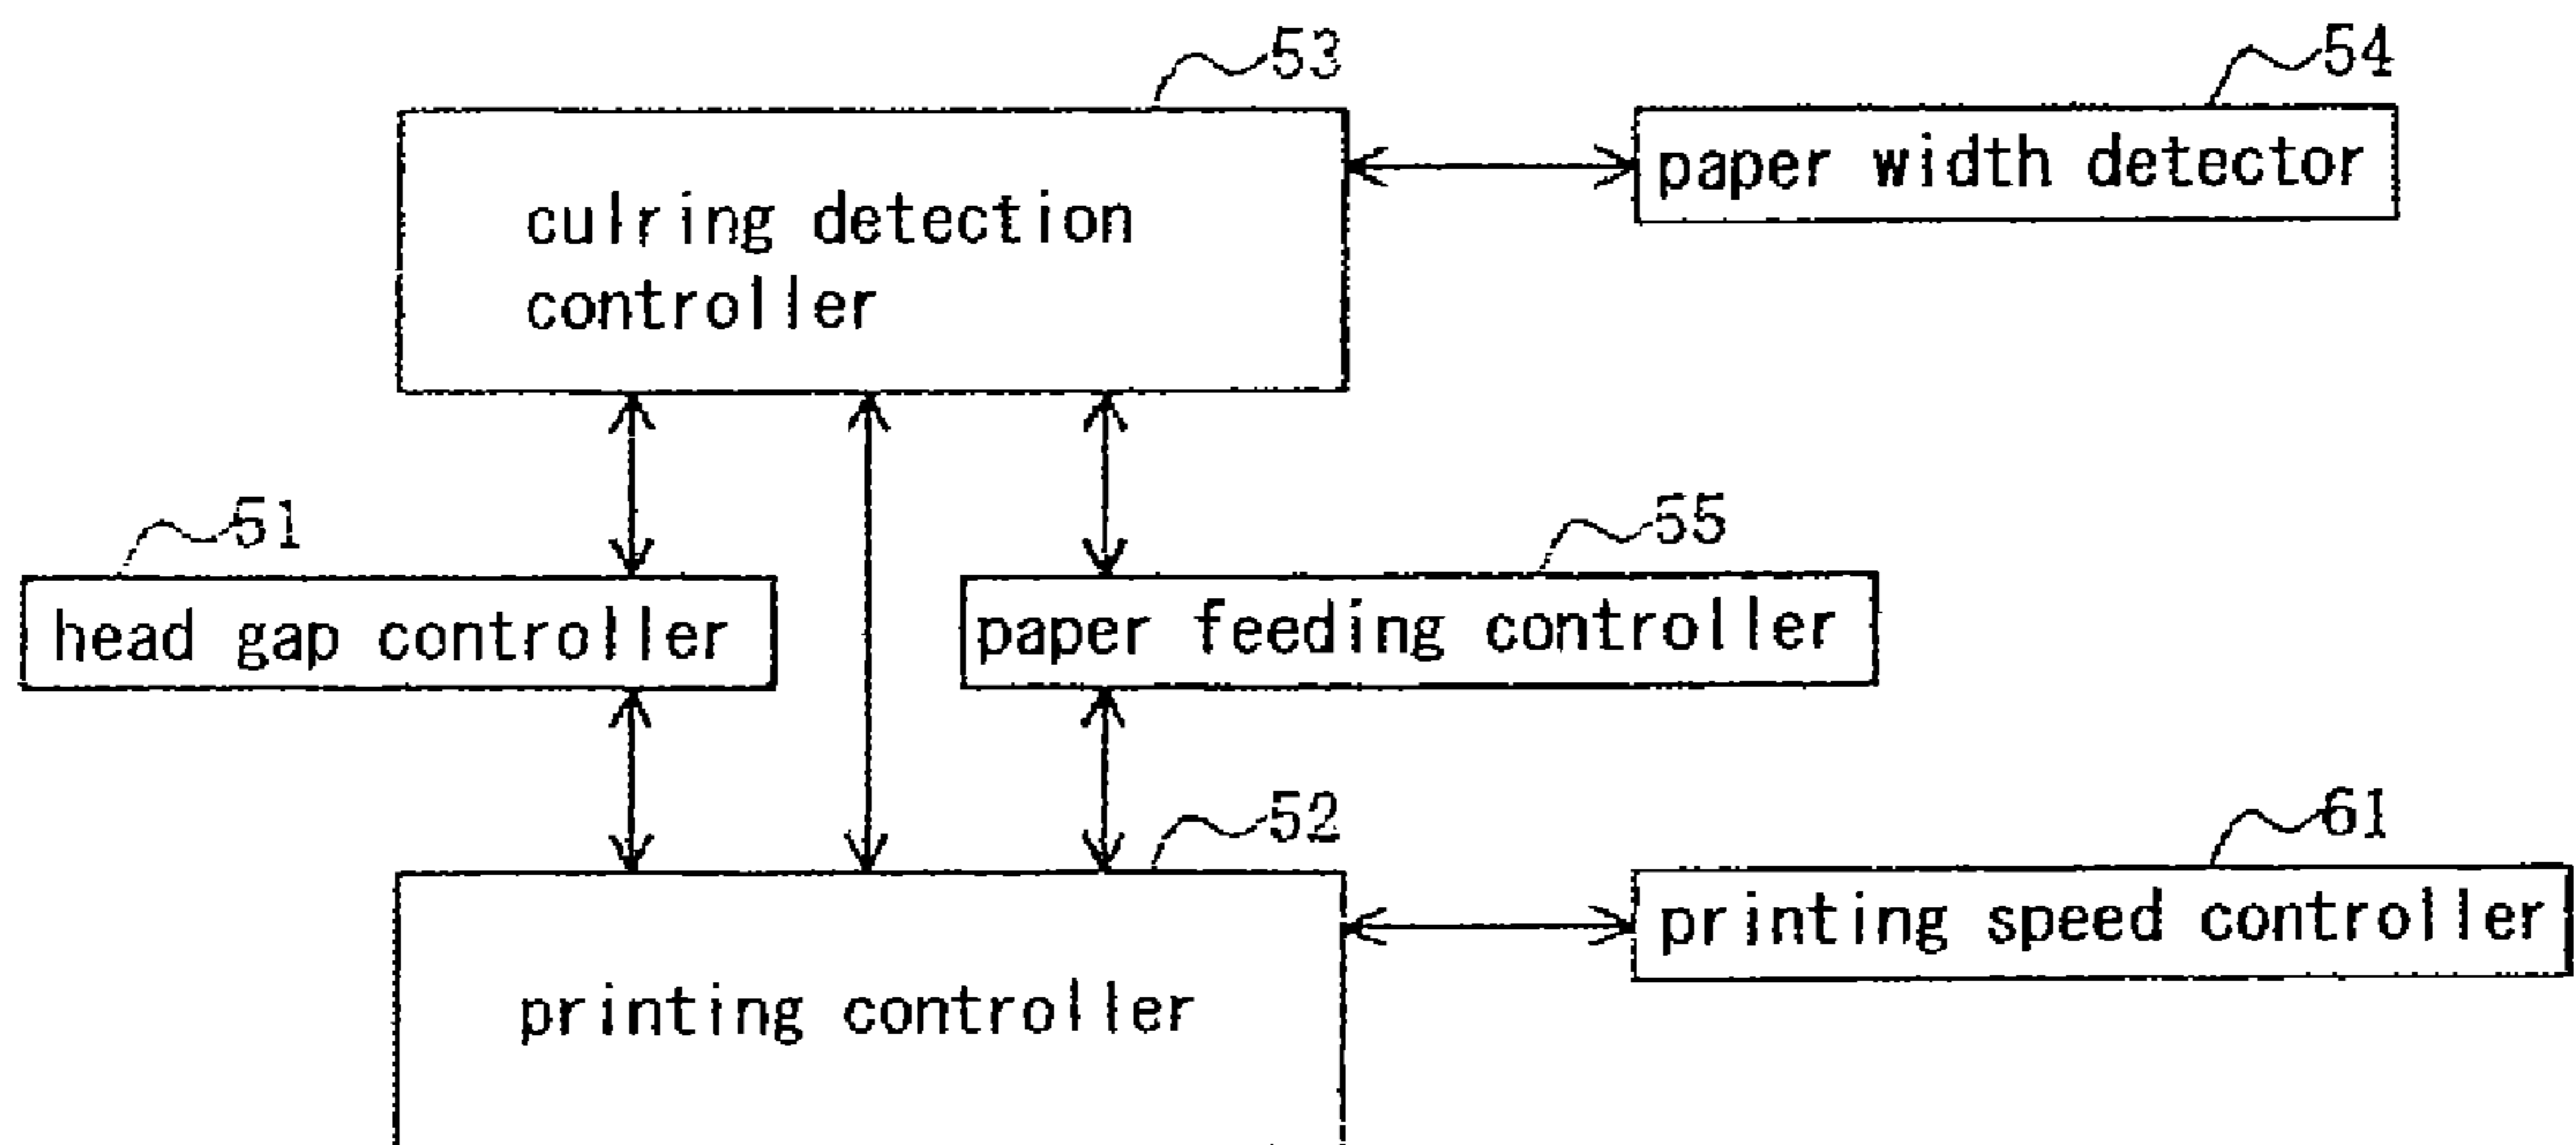 53
54
culring detection
controller
paper width detector
51
55
head gap controller
paper feeding controller
52
61
printing controller
printing speed controller